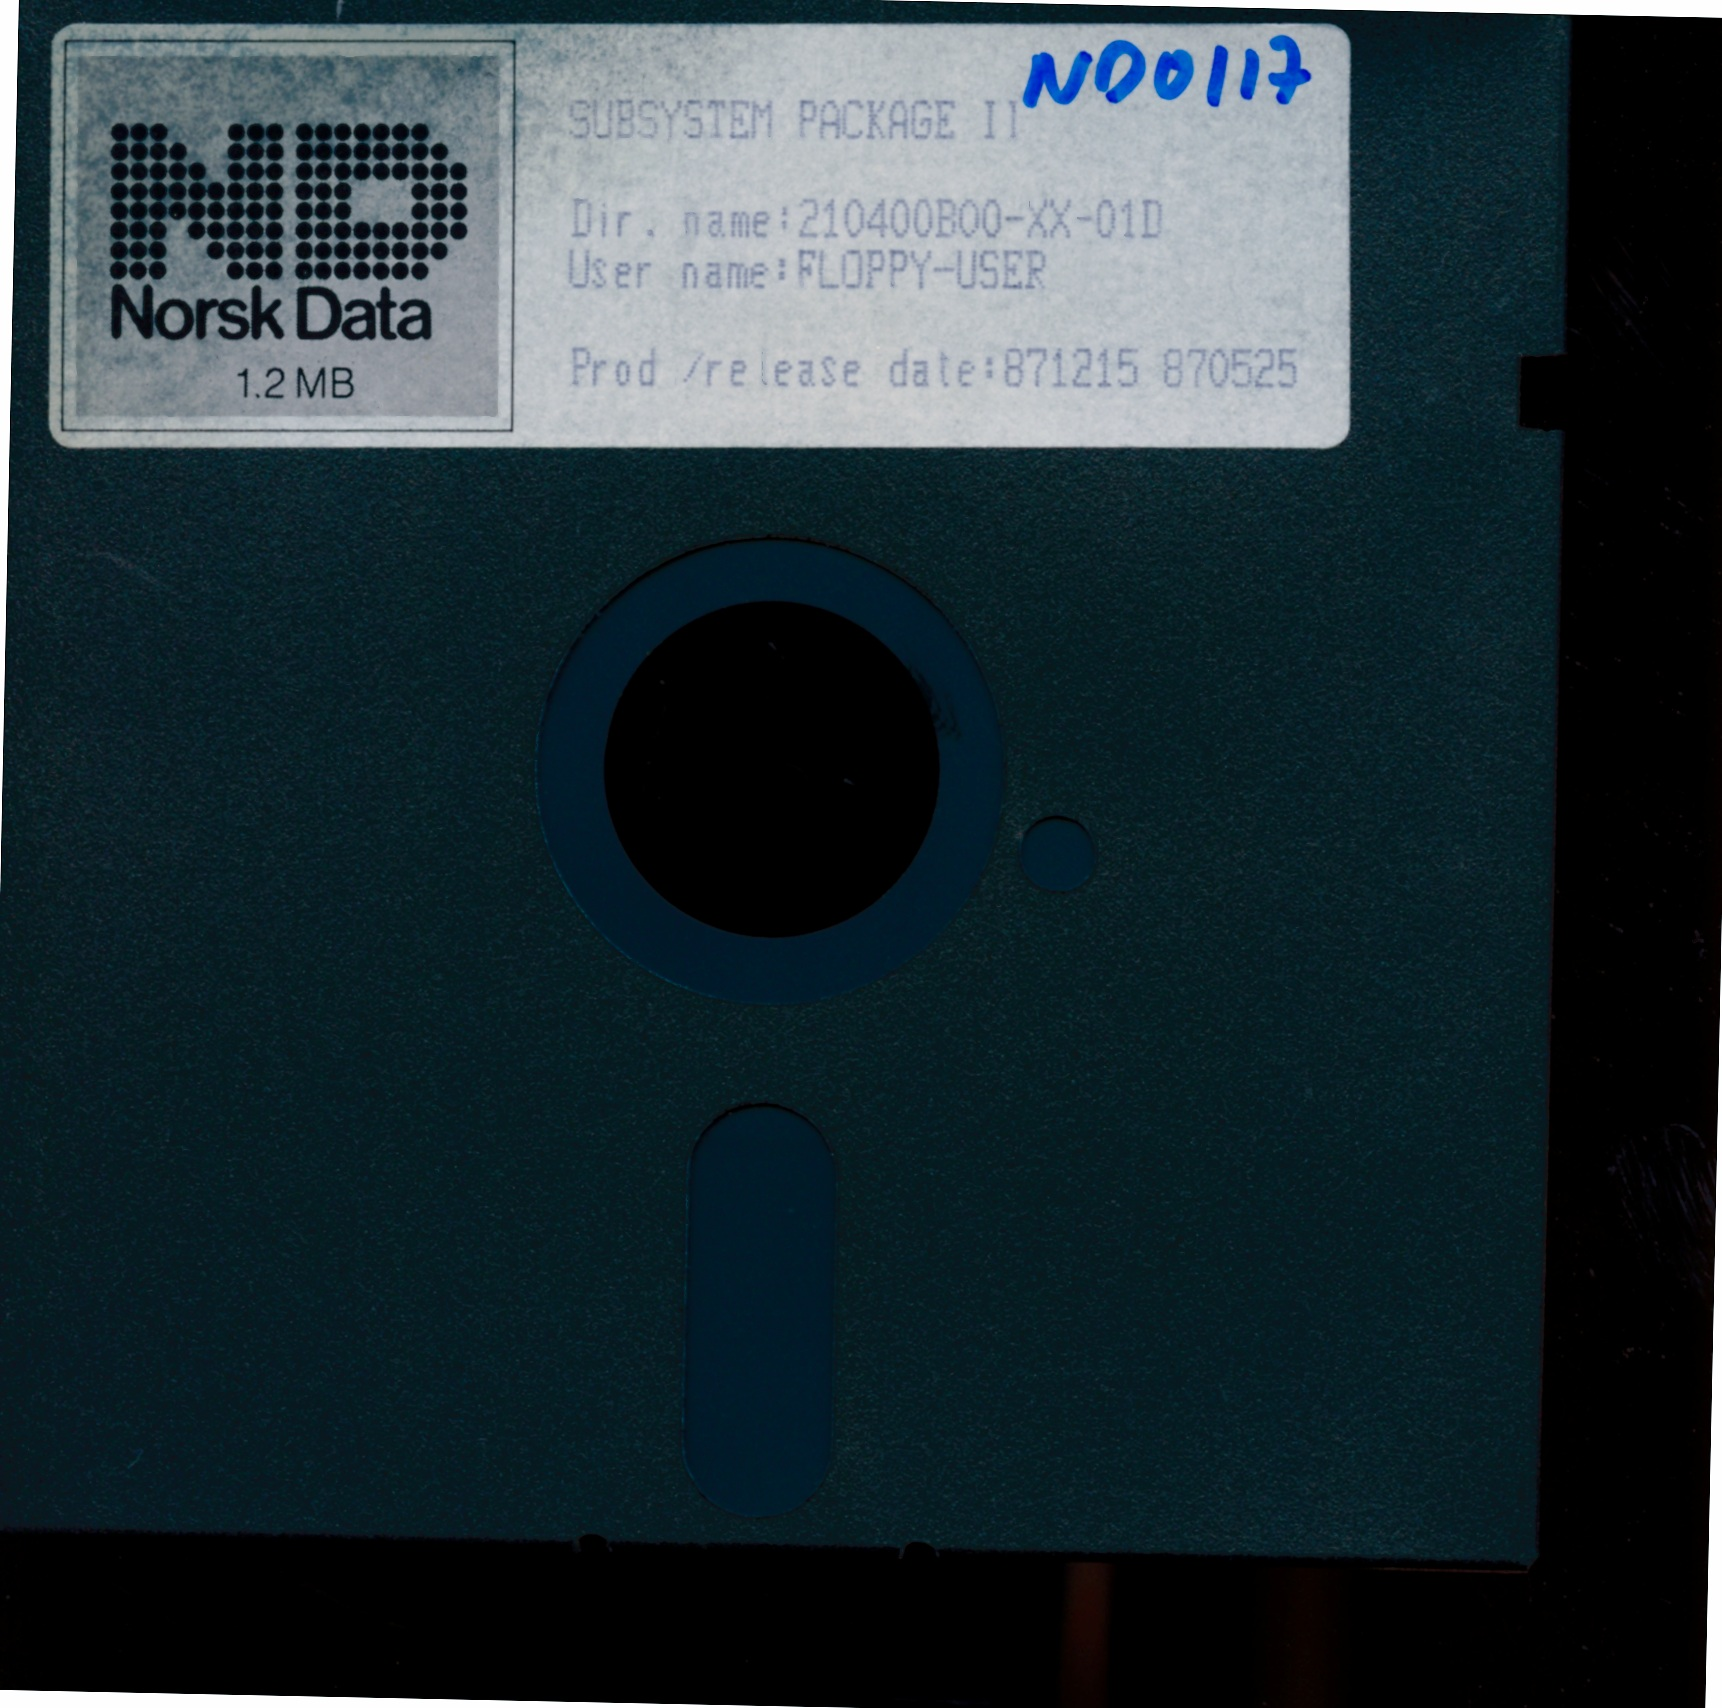 ND
Norsk Data
1.2 MB
ND0117
SUBSYSTEM PACKAGE II
Dir. name:210400B00-XX-01D
User name:FLOPPY-USER
Prod /release date:871215 870525